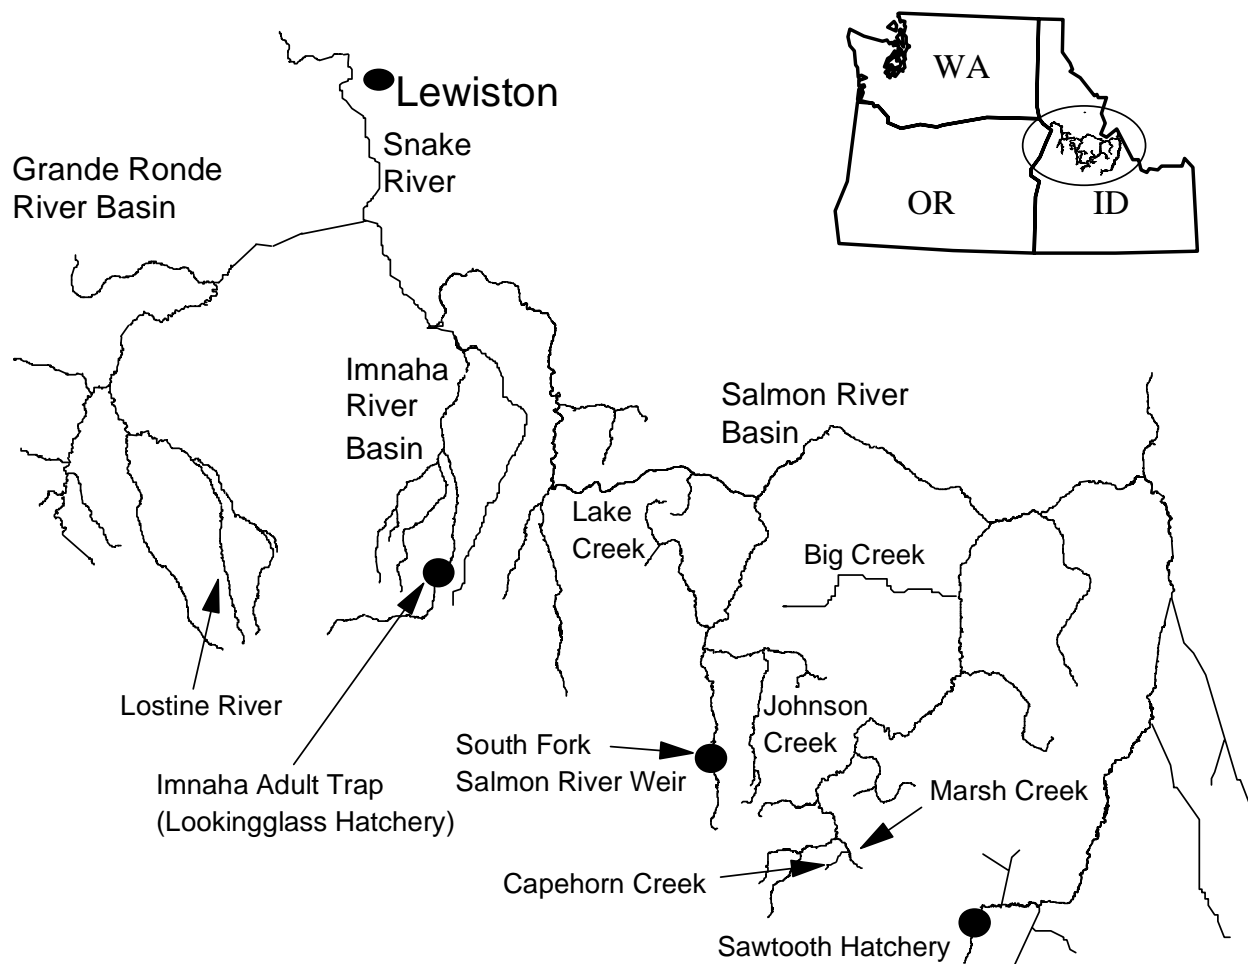 WA
OR
ID
Lewiston
Snake
River
Grande Ronde
River Basin
Imnaha
River
Basin
Salmon River
Basin
Lake
Creek
Big Creek
Lostine River
Johnson
Creek
South Fork
Salmon River Weir
Imnaha Adult Trap
(Lookingglass Hatchery)
Marsh Creek
Capehorn Creek
Sawtooth Hatchery